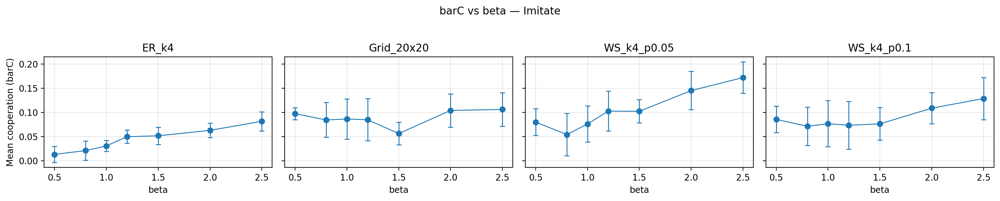 barC vs beta — Imitate
ER_k4
Grid_20x20
WS_k4_p0.05
WS_k4_p0.1
Mean cooperation (barC)
0.20
0.15
0.10
0.05
0.00
0.5 1.0 1.5 2.0 2.5
0.5 1.0 1.5 2.0 2.5
0.5 1.0 1.5 2.0 2.5
0.5 1.0 1.5 2.0 2.5
beta
beta
beta
beta